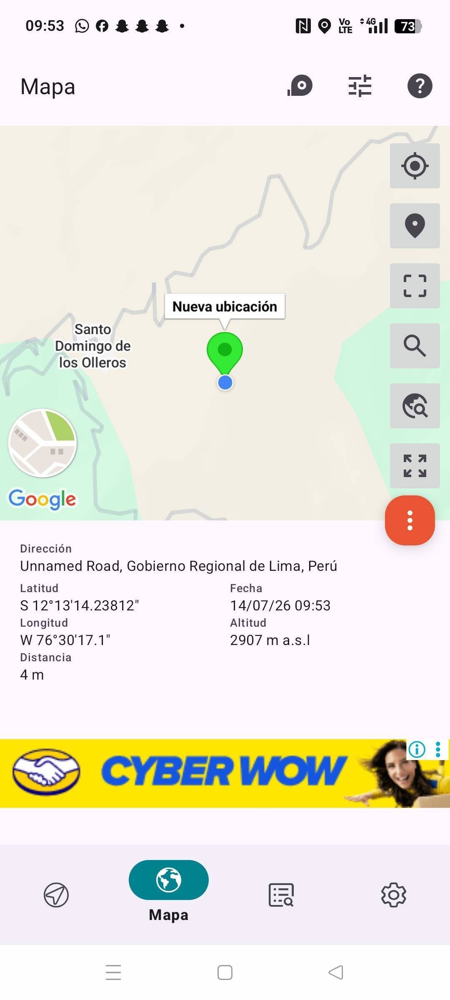 09:53
Vo
LTE
4G
73
Mapa
Nueva ubicación
Santo
Domingo de
los Olleros
Google
Dirección
Unnamed Road, Gobierno Regional de Lima, Perú
Latitud
S 12°13'14.23812"
Fecha
14/07/26 09:53
Longitud
W 76°30'17.1"
Altitud
2907 m a.s.l
Distancia
4 m
CYBER WOW
Mapa